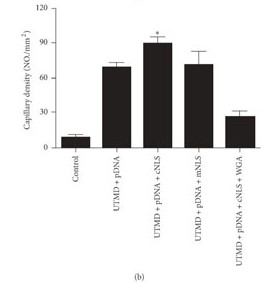 Capillary density (NO./mm²)
120
90
60
30
0
*
Control
UTMD + pDNA
UTMD + pDNA + cNLS
UTMD + pDNA + mNLS
UTMD + pDNA + cNLS + WGA
(b)